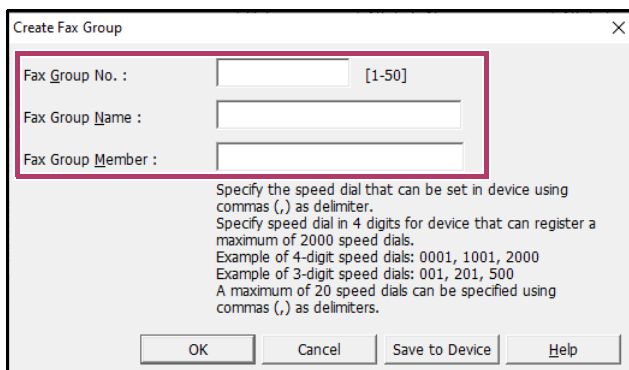 Create Fax Group
Fax Group No. : [1-50]
Fax Group Name :
Fax Group Member :
Specify the speed dial that can be set in device using
commas (,) as delimiter.
Specify speed dial in 4 digits for device that can register a
maximum of 2000 speed dials.
Example of 4-digit speed dials: 0001, 1001, 2000
Example of 3-digit speed dials: 001, 201, 500
A maximum of 20 speed dials can be specified using
commas (,) as delimiters.
OK Cancel Save to Device Help